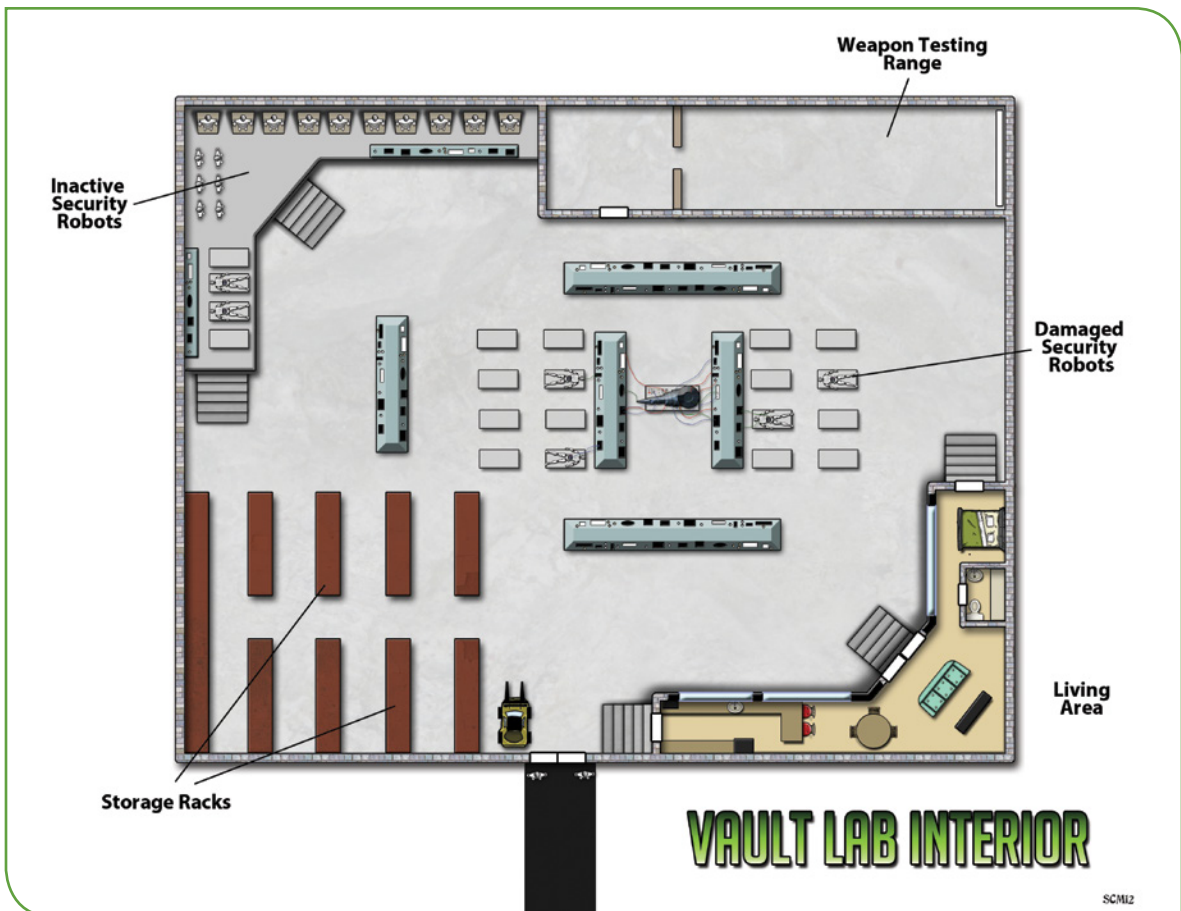 Weapon Testing
Range
Inactive
Security
Robots
Damaged
Security
Robots
Living
Area
Storage Racks
VAULT LAB INTERIOR
SCM12